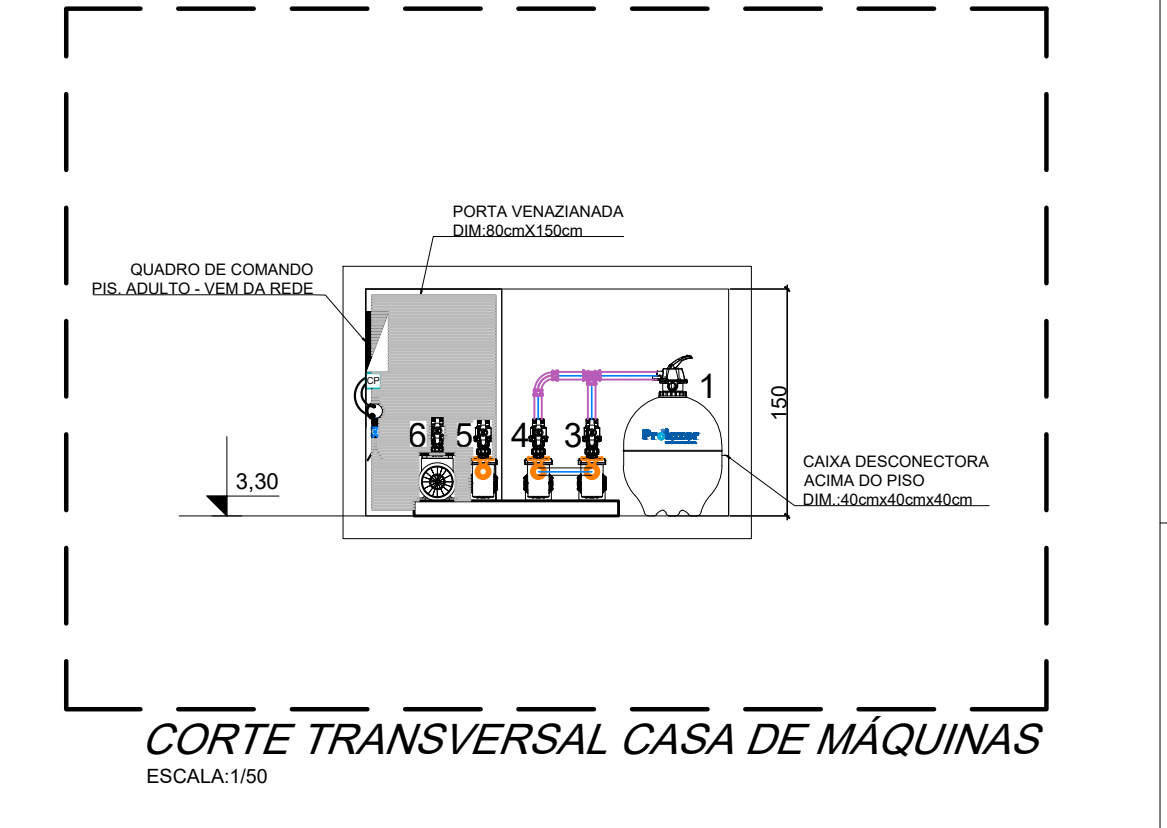 PORTA VENAZIANADA
DIM:80cmX150cm
QUADRO DE COMANDO
PIS. ADULTO - VEM DA REDE
CP
1
150
6
5
4
3
Prolazer
3,30
CAIXA DESCONECTORA
ACIMA DO PISO
DIM.:40cmx40cmx40cm
CORTE TRANSVERSAL CASA DE MÁQUINAS
ESCALA:1/50